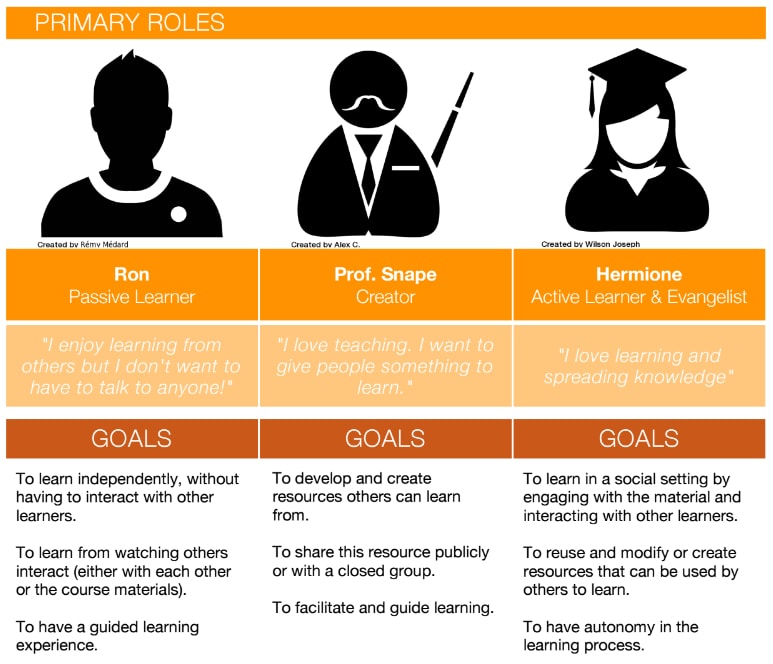 PRIMARY ROLES
Created by Rémy Médard
Created by Alex C.
Created by Wilson Joseph
Ron
Passive Learner
Prof. Snape
Creator
Hermione
Active Learner & Evangelist
"I enjoy learning from
others but I don't want to
have to talk to anyone!"
"I love teaching. I want to
give people something to
learn."
"I love learning and
spreading knowledge"
GOALS
To learn independently, without
having to interact with other
learners.
To learn from watching others
interact (either with each other
or the course materials).
To have a guided learning
experience.
GOALS
To develop and create
resources others can learn
from.
To share this resource publicly
or with a closed group.
To facilitate and guide learning.
GOALS
To learn in a social setting by
engaging with the material and
interacting with other learners.
To reuse and modify or create
resources that can be used by
others to learn.
To have autonomy in the
learning process.